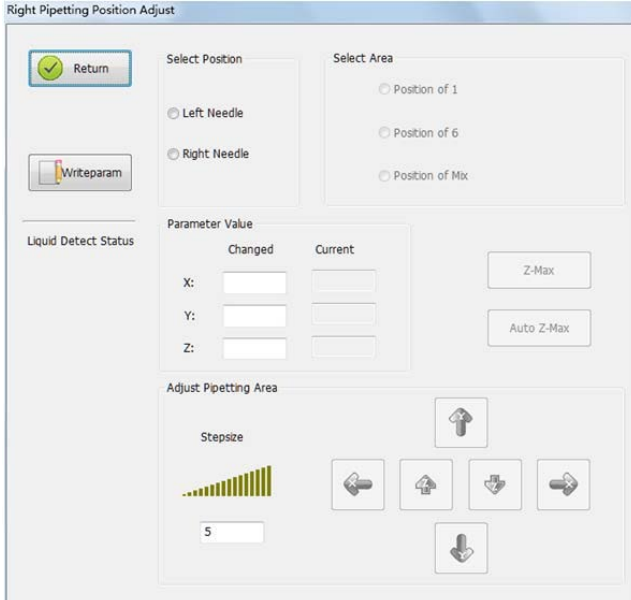 Right Pipetting Position Adjust
Return
Writeparam
Liquid Detect Status
Select Position
Left Needle
Right Needle
Select Area
Position of 1
Position of 6
Position of Mix
Parameter Value
Changed Current
X:
Y:
Z:
Z-Max
Auto Z-Max
Adjust Pipetting Area
Stepsize
5
Y
X Z Z X
Y